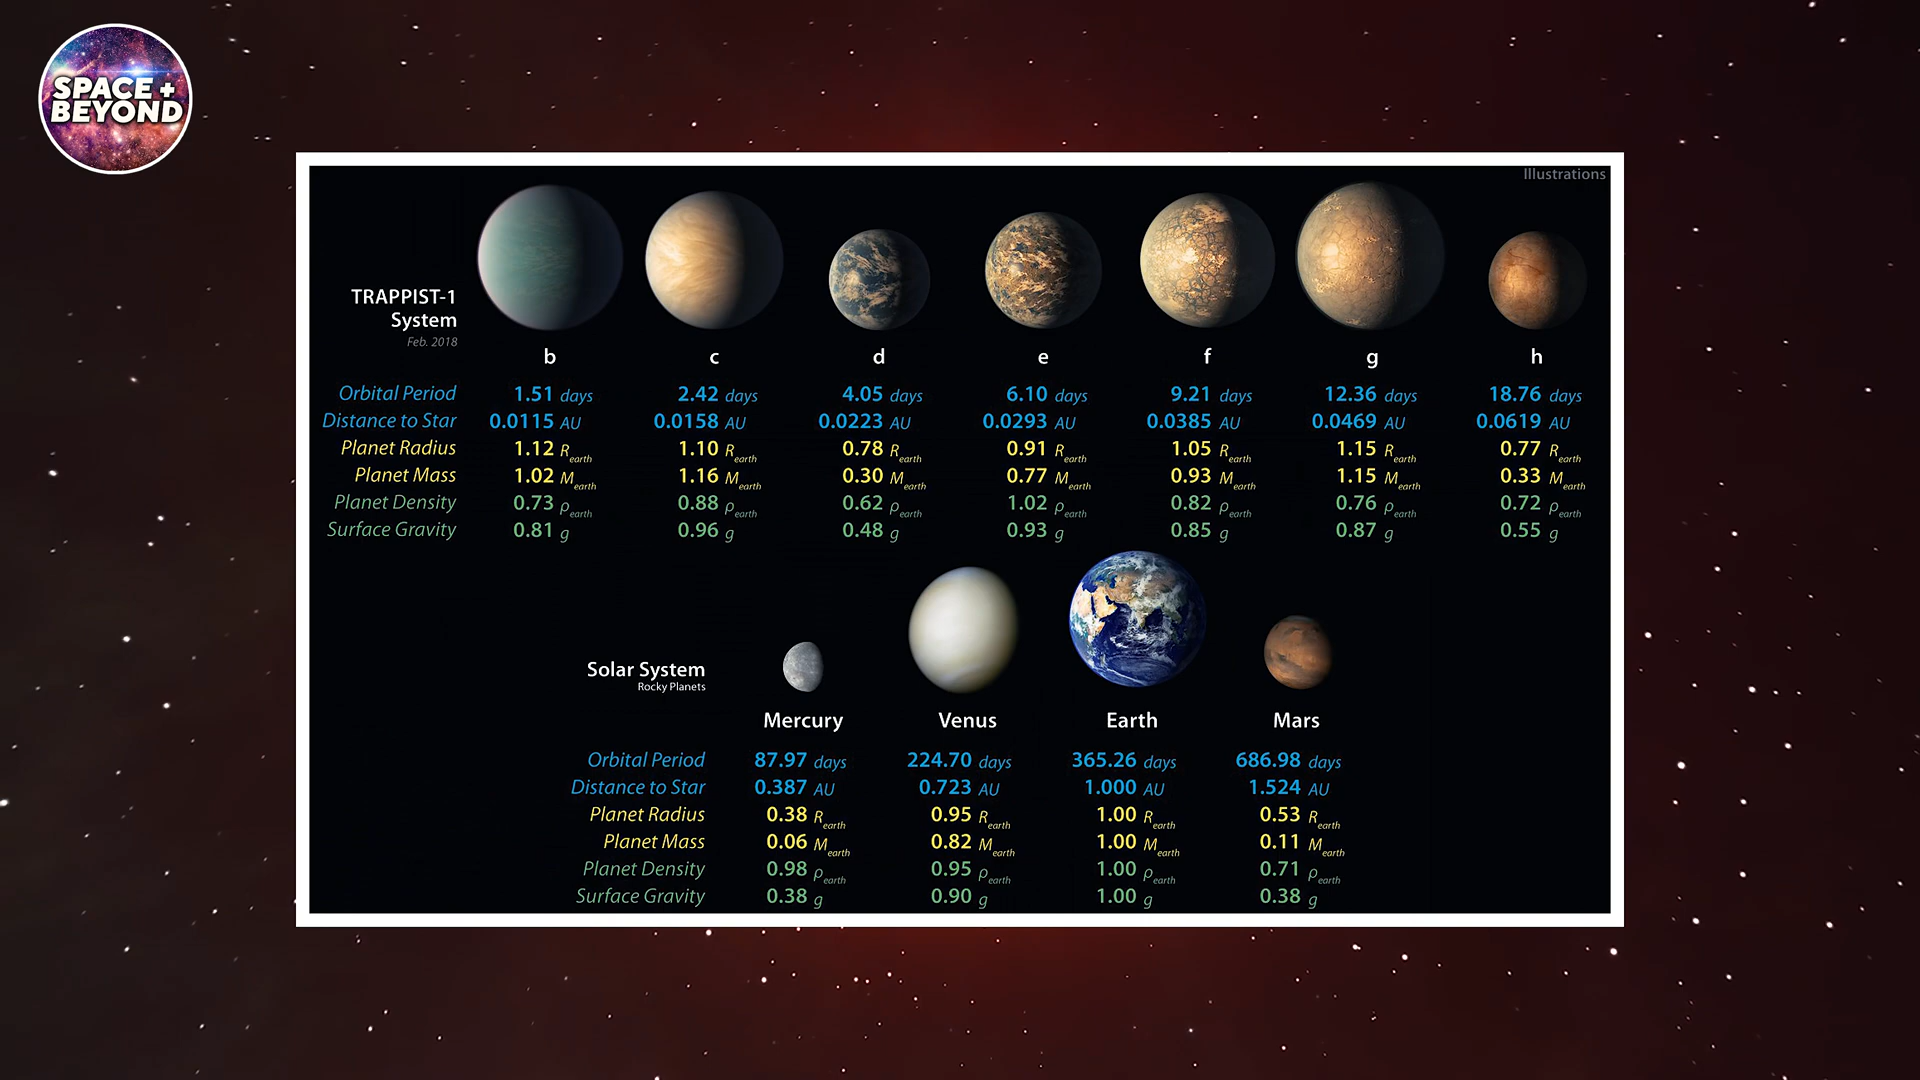 SPACE +
BEYOND
Illustrations
TRAPPIST-1
System
Feb. 2018
b c d e f g h
Orbital Period 1.51 days 2.42 days 4.05 days 6.10 days 9.21 days 12.36 days 18.76 days
Distance to Star 0.0115 AU 0.0158 AU 0.0223 AU 0.0293 AU 0.0385 AU 0.0469 AU 0.0619 AU
Planet Radius 1.12 Rearth 1.10 Rearth 0.78 Rearth 0.91 Rearth 1.05 Rearth 1.15 Rearth 0.77 Rearth
Planet Mass 1.02 Mearth 1.16 Mearth 0.30 Mearth 0.77 Mearth 0.93 Mearth 1.15 Mearth 0.33 Mearth
Planet Density 0.73 ρearth 0.88 ρearth 0.62 ρearth 1.02 ρearth 0.82 ρearth 0.76 ρearth 0.72 ρearth
Surface Gravity 0.81 g 0.96 g 0.48 g 0.93 g 0.85 g 0.87 g 0.55 g
Solar System
Rocky Planets
Mercury Venus Earth Mars
Orbital Period 87.97 days 224.70 days 365.26 days 686.98 days
Distance to Star 0.387 AU 0.723 AU 1.000 AU 1.524 AU
Planet Radius 0.38 Rearth 0.95 Rearth 1.00 Rearth 0.53 Rearth
Planet Mass 0.06 Mearth 0.82 Mearth 1.00 Mearth 0.11 Mearth
Planet Density 0.98 ρearth 0.95 ρearth 1.00 ρearth 0.71 ρearth
Surface Gravity 0.38 g 0.90 g 1.00 g 0.38 g